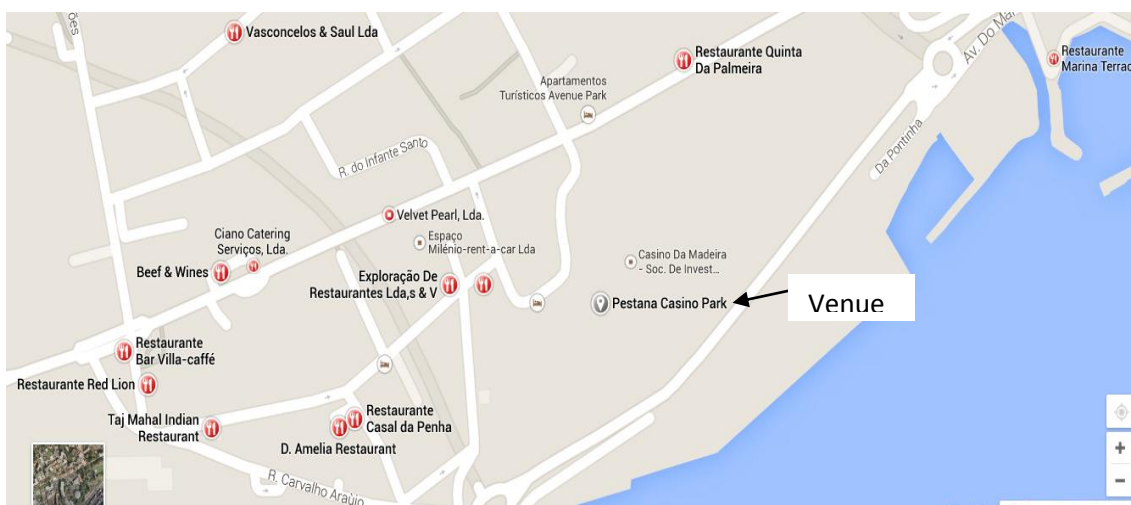 ões
Vasconcelos & Saul Lda
Restaurante Quinta
Da Palmeira
Av. Do Mar
Restaurante
Marina Terrac
Apartamentos
Turísticos Avenue Park
Da Pontinha
R. do Infante Santo
Velvet Pearl, Lda.
Ciano Catering
Serviços, Lda.
Espaço
Milénio-rent-a-car Lda
Beef & Wines
Exploração De
Restaurantes Lda,s & V
Casino Da Madeira
- Soc. De Invest...
Pestana Casino Park
Venue
Restaurante
Bar Villa-caffé
Restaurante Red Lion
Taj Mahal Indian
Restaurant
Restaurante
Casal da Penha
D. Amelia Restaurant
R. Carvalho Araújo
+
−